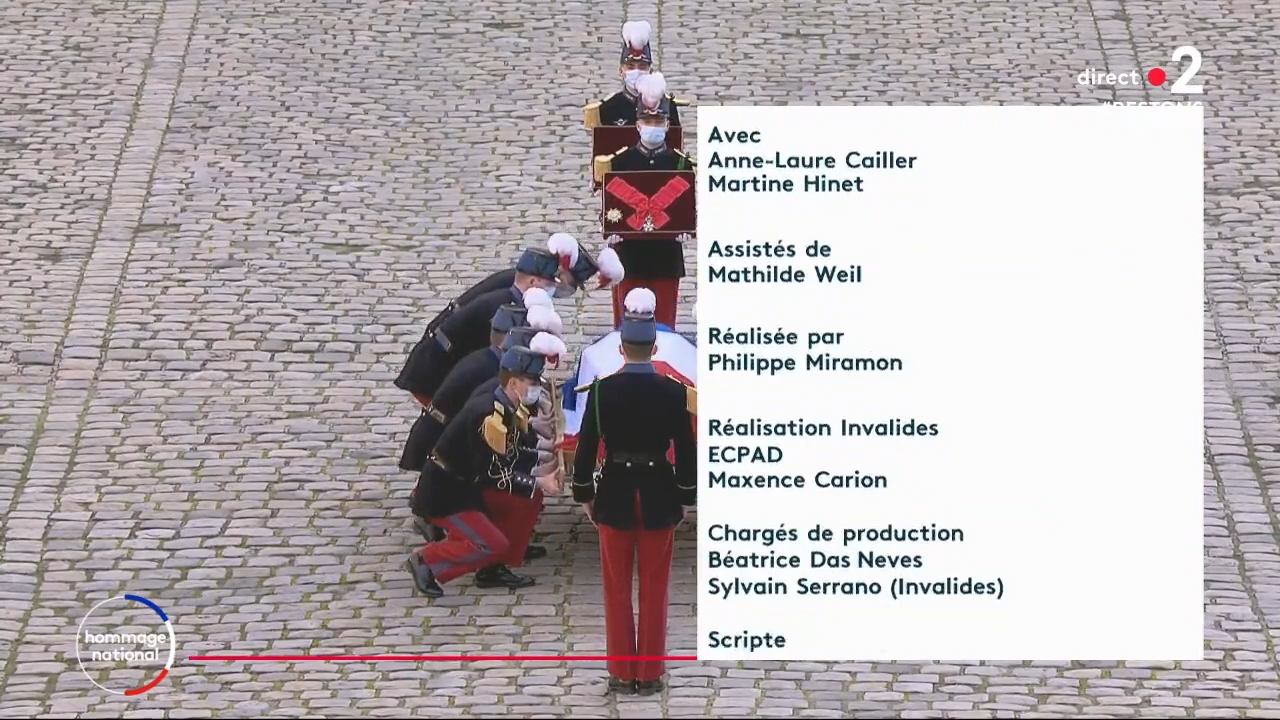 direct 2
Avec
Anne-Laure Cailler
Martine Hinet
Assistés de
Mathilde Weil
Réalisée par
Philippe Miramon
Réalisation Invalides
ECPAD
Maxence Carion
Chargés de production
Béatrice Das Neves
Sylvain Serrano (Invalides)
Scripte
hommage
national